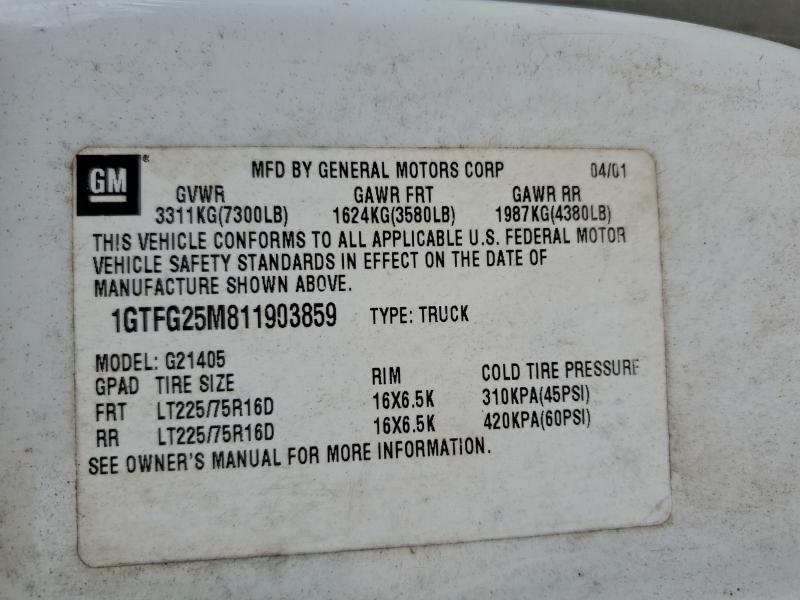 GM® MFD BY GENERAL MOTORS CORP 04/01
GVWR GAWR FRT GAWR RR
3311KG(7300LB) 1624KG(3580LB) 1987KG(4380LB)
THIS VEHICLE CONFORMS TO ALL APPLICABLE U.S. FEDERAL MOTOR
VEHICLE SAFETY STANDARDS IN EFFECT ON THE DATE OF
MANUFACTURE SHOWN ABOVE.
1GTFG25M811903859 TYPE: TRUCK
MODEL: G21405
GPAD TIRE SIZE RIM COLD TIRE PRESSURE
FRT LT225/75R16D 16X6.5K 310KPA(45PSI)
RR LT225/75R16D 16X6.5K 420KPA(60PSI)
SEE OWNER'S MANUAL FOR MORE INFORMATION.